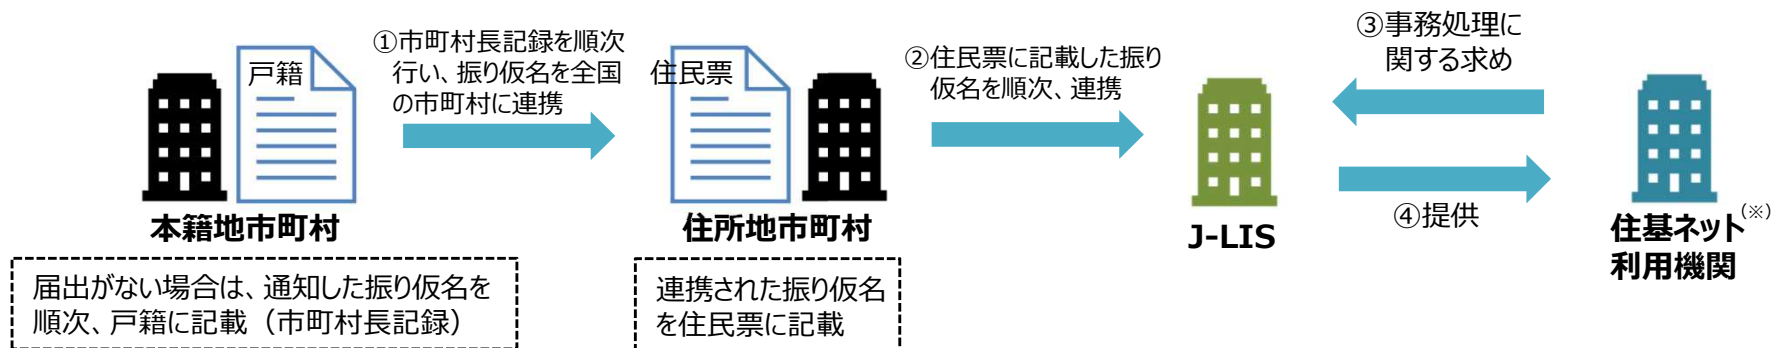 戸籍
①市町村長記録を順次
行い、振り仮名を全国
の市町村に連携
住民票
②住民票に記載した振り
仮名を順次、連携
③事務処理に
関する求め
④提供
本籍地市町村
住所地市町村
J-LIS
住基ネット(※)
利用機関
届出がない場合は、通知した振り仮名を
順次、戸籍に記載（市町村長記録）
連携された振り仮名
を住民票に記載